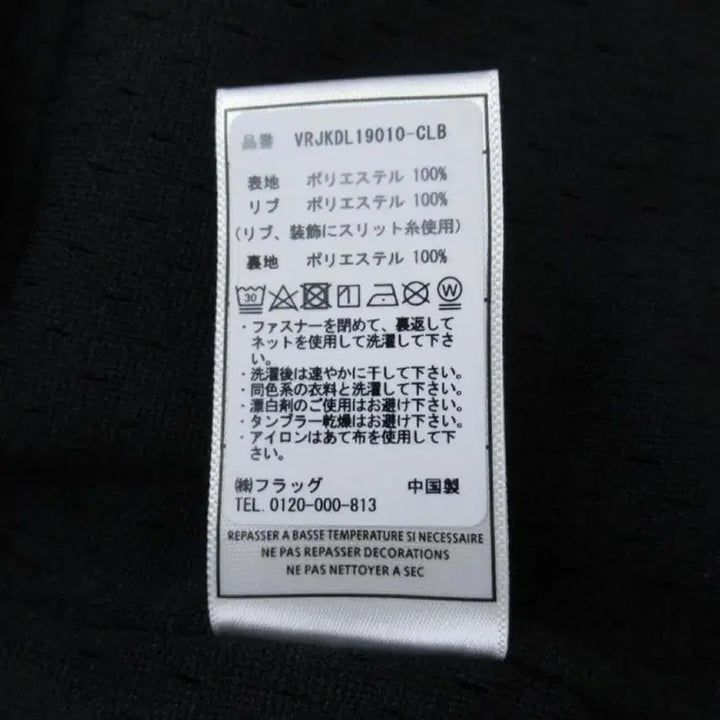 品番 VRJKDL19010-CLB
表地 ポリエステル 100%
リブ ポリエステル 100%
(リブ、装飾にスリット糸使用)
裏地 ポリエステル 100%
30 W
・ファスナーを閉めて、裏返して
ネットを使用して洗濯して下さ
い。
・洗濯後は速やかに干して下さい。
・同色系の衣料と洗濯して下さい。
・漂白剤のご使用はお避け下さい。
・タンブラー乾燥はお避け下さい。
・アイロンはあて布を使用して下
さい。
㈱フラッグ 中国製
TEL. 0120-000-813
REPASSER A BASSE TEMPERATURE SI NECESSAIRE
NE PAS REPASSER DECORATIONS
NE PAS NETTOYER A SEC